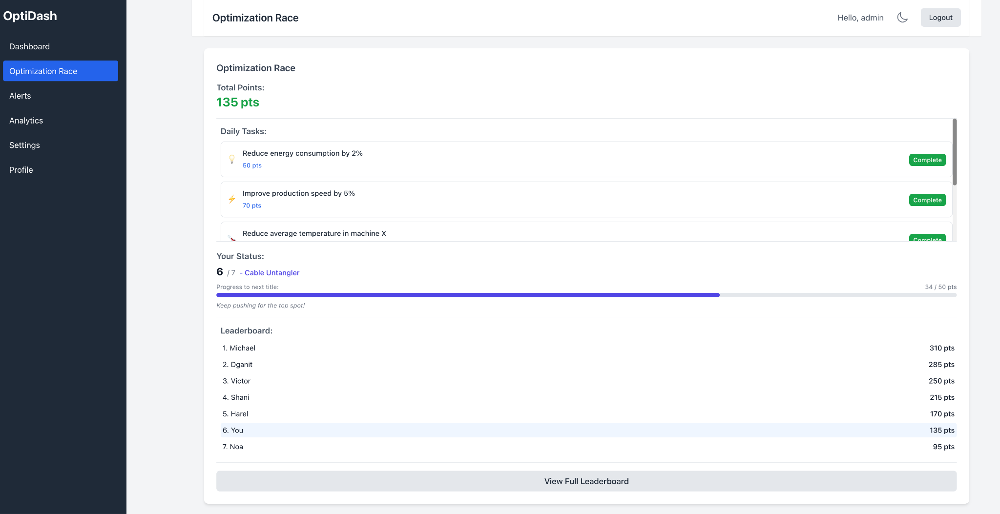 OptiDash
Dashboard
Optimization Race
Alerts
Analytics
Settings
Profile
Optimization Race
Hello, admin
Logout
Optimization Race
Total Points:
135 pts
Daily Tasks:
Reduce energy consumption by 2%
50 pts
Complete
Improve production speed by 5%
70 pts
Complete
Reduce average temperature in machine X
Complete
Your Status:
6 / 7 - Cable Untangler
Progress to next title: 34 / 50 pts
Keep pushing for the top spot!
Leaderboard:
1. Michael 310 pts
2. Dganit 285 pts
3. Victor 250 pts
4. Shani 215 pts
5. Harel 170 pts
6. You 135 pts
7. Noa 95 pts
View Full Leaderboard